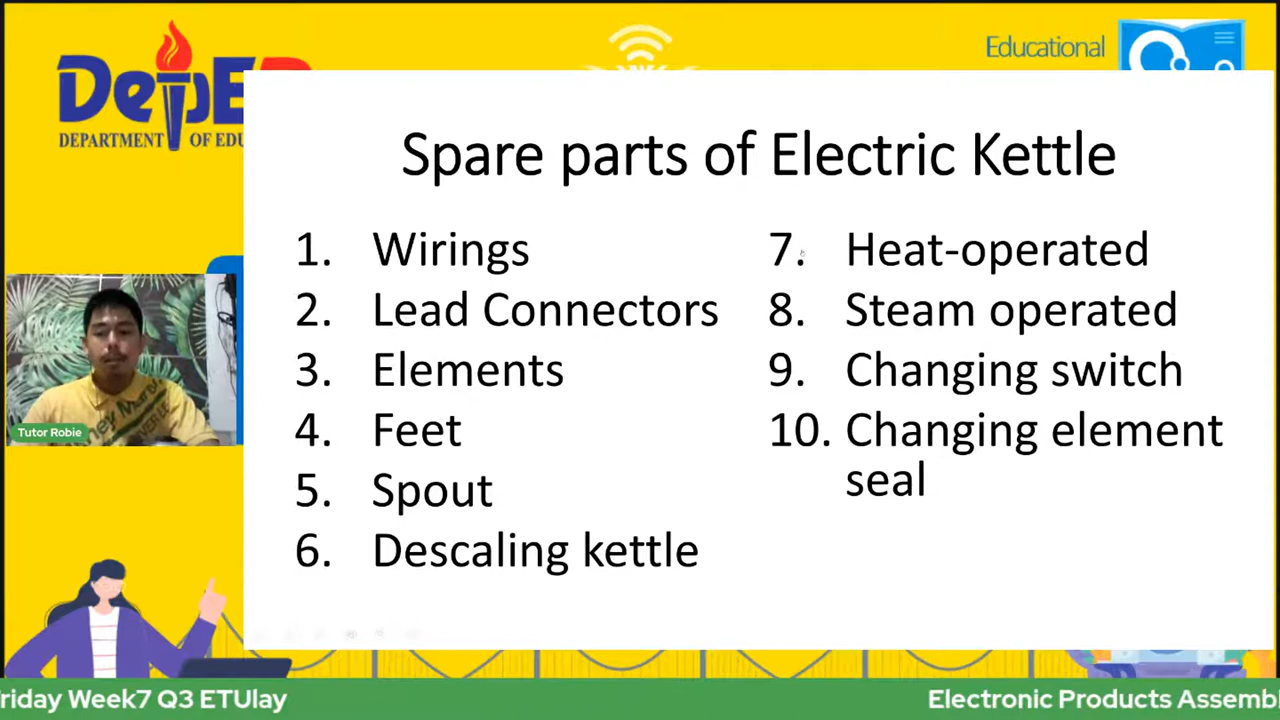 DepED
DEPARTMENT OF EDU
Educational
Spare parts of Electric Kettle
1. Wirings
2. Lead Connectors
3. Elements
4. Feet
5. Spout
6. Descaling kettle
7. Heat-operated
8. Steam operated
9. Changing switch
10. Changing element
seal
Tutor Robie
riday Week7 Q3 ETUlay
Electronic Products Assembl